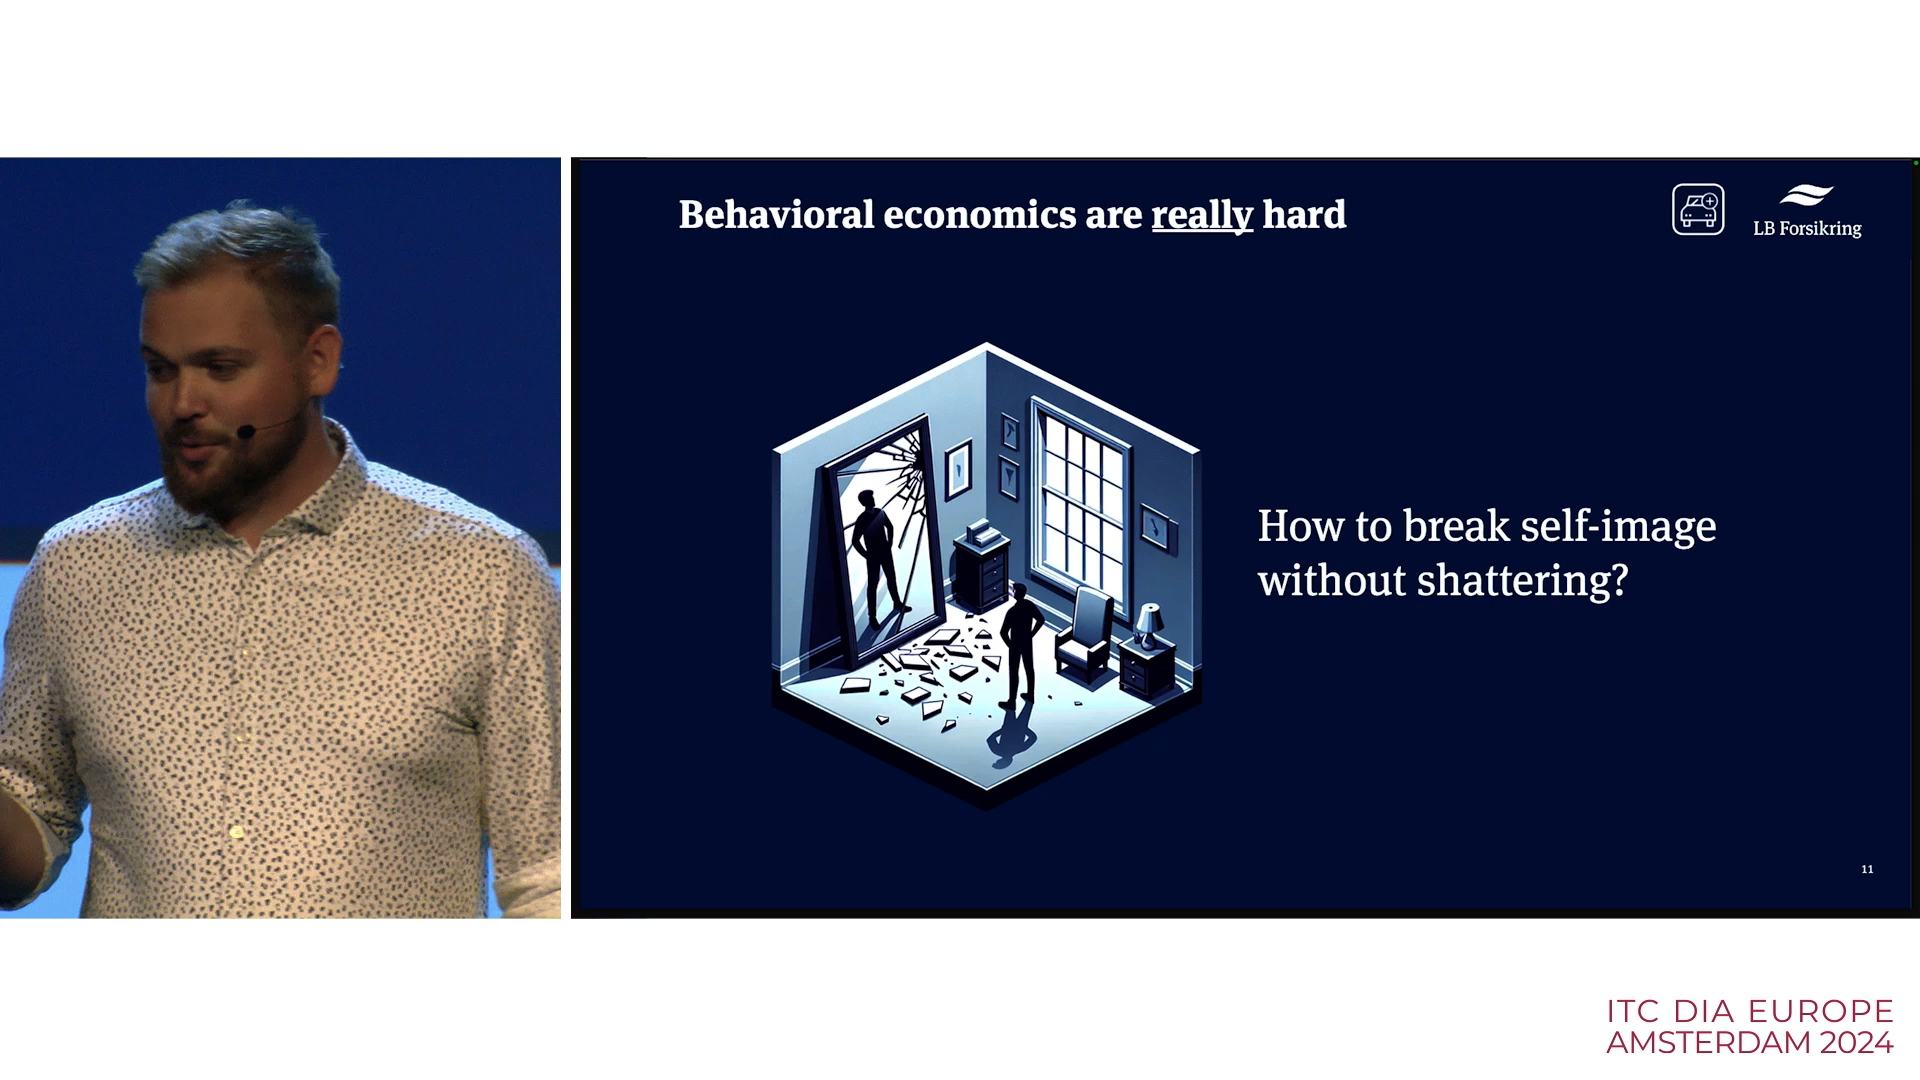 Behavioral economics are really hard
LB Forsikring
How to break self-image
without shattering?
11
ITC DIA EUROPE
AMSTERDAM 2024